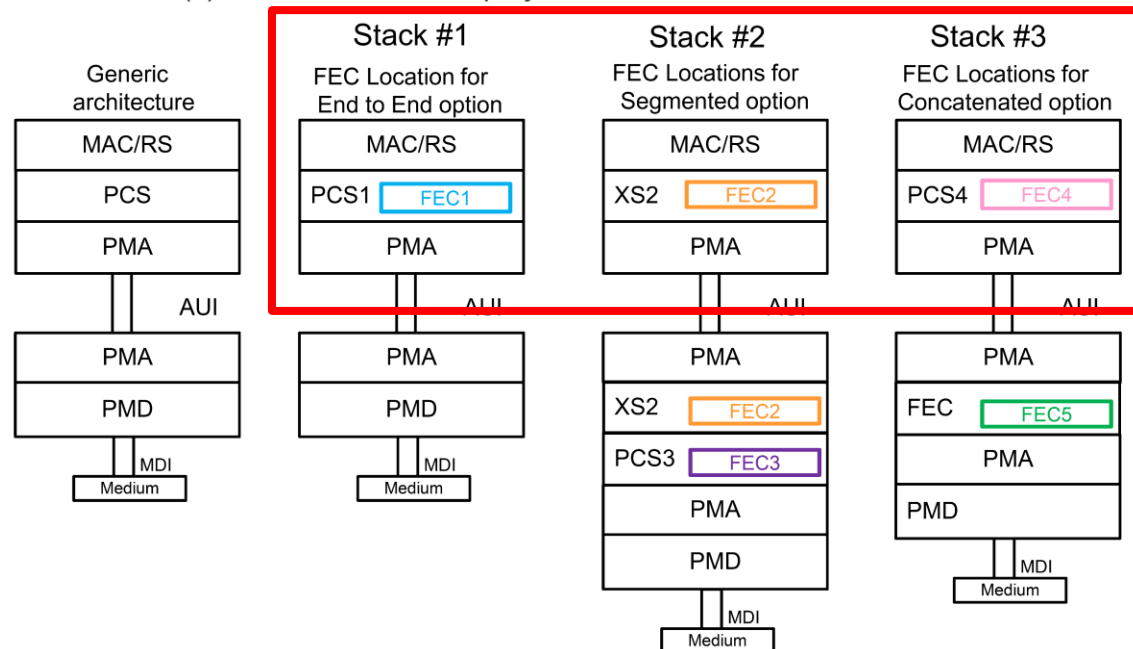 Stack #1
Stack #2
Stack #3
Generic
architecture
FEC Location for
End to End option
FEC Locations for
Segmented option
FEC Locations for
Concatenated option
MAC/RS
PCS
PMA
AUI
PMA
PMD
MDI
Medium
MAC/RS
PCS1 FEC1
PMA
AUI
PMA
PMD
MDI
Medium
MAC/RS
XS2 FEC2
PMA
AUI
PMA
XS2 FEC2
PCS3 FEC3
PMA
PMD
MDI
Medium
MAC/RS
PCS4 FEC4
PMA
AUI
PMA
FEC FEC5
PMA
PMD
MDI
Medium